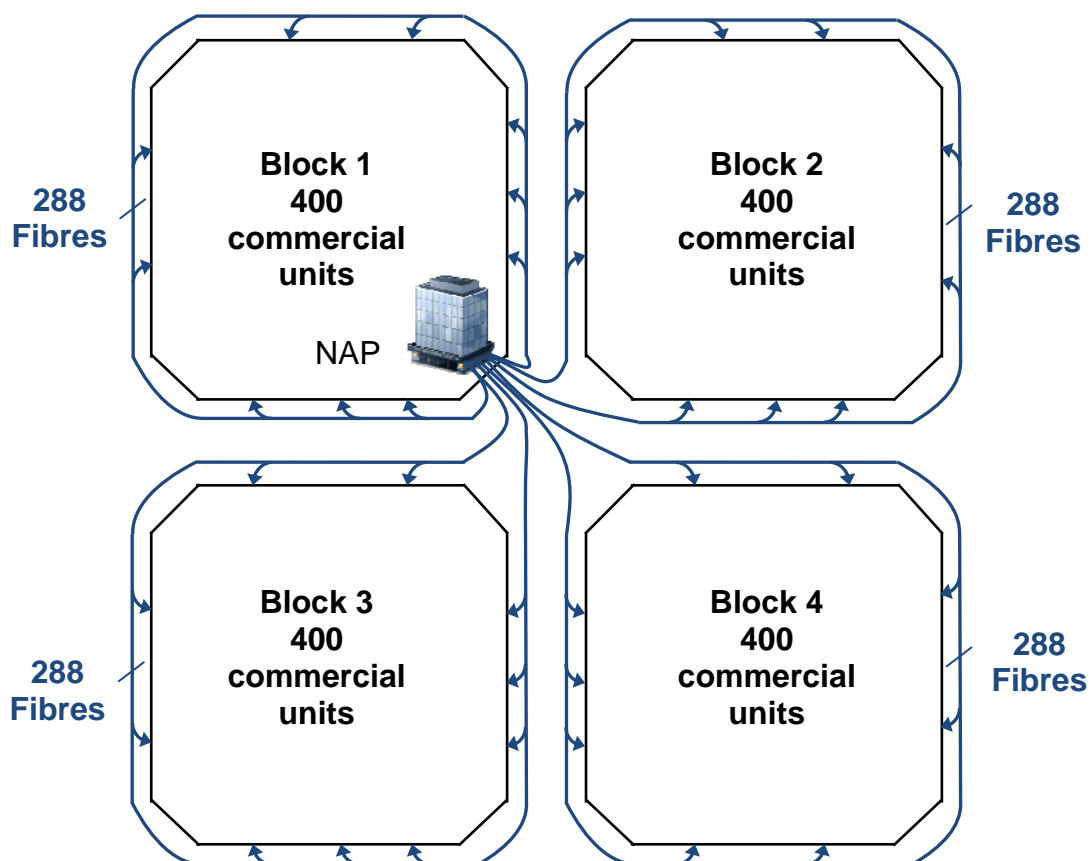 Block 1
400
commercial
units
288
Fibres
NAP
Block 2
400
commercial
units
288
Fibres
Block 3
400
commercial
units
288
Fibres
Block 4
400
commercial
units
288
Fibres